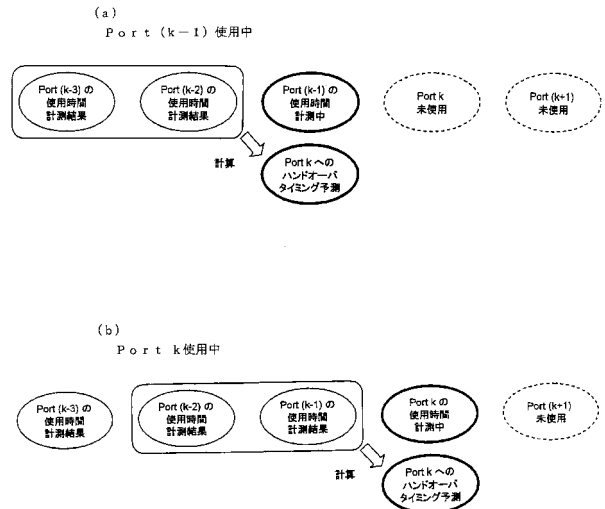 (a)
Port(k-1)使用中
Port (k-3) の
使用時間
計測結果
Port (k-2) の
使用時間
計測結果
Port (k-1) の
使用時間
計測中
Port k
未使用
Port (k+1)
未使用
計算
Port k への
ハンドオーバ
タイミング予測
(b)
Port k使用中
Port (k-3) の
使用時間
計測結果
Port (k-2) の
使用時間
計測結果
Port (k-1) の
使用時間
計測結果
Port k の
使用時間
計測中
Port (k+1)
未使用
計算
Port k への
ハンドオーバ
タイミング予測